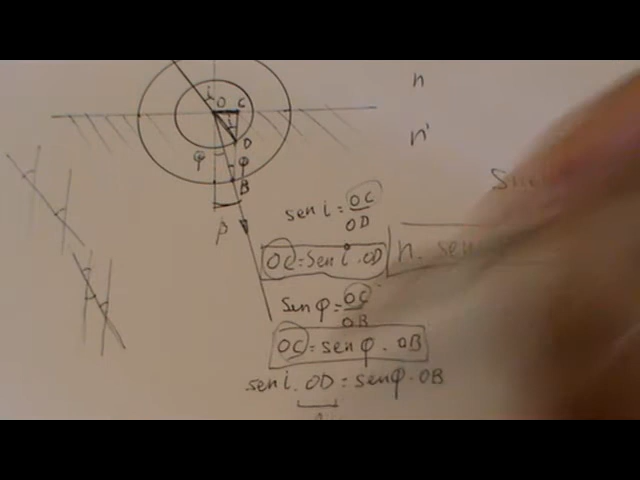 n
n'
i
O C
i
D
φ φ
B
β
sen i = OC/OD
OC = sen i · OD
n. sen
Sen φ = OC/OB
OC = sen φ · OB
sen i . OD = sen φ · OB